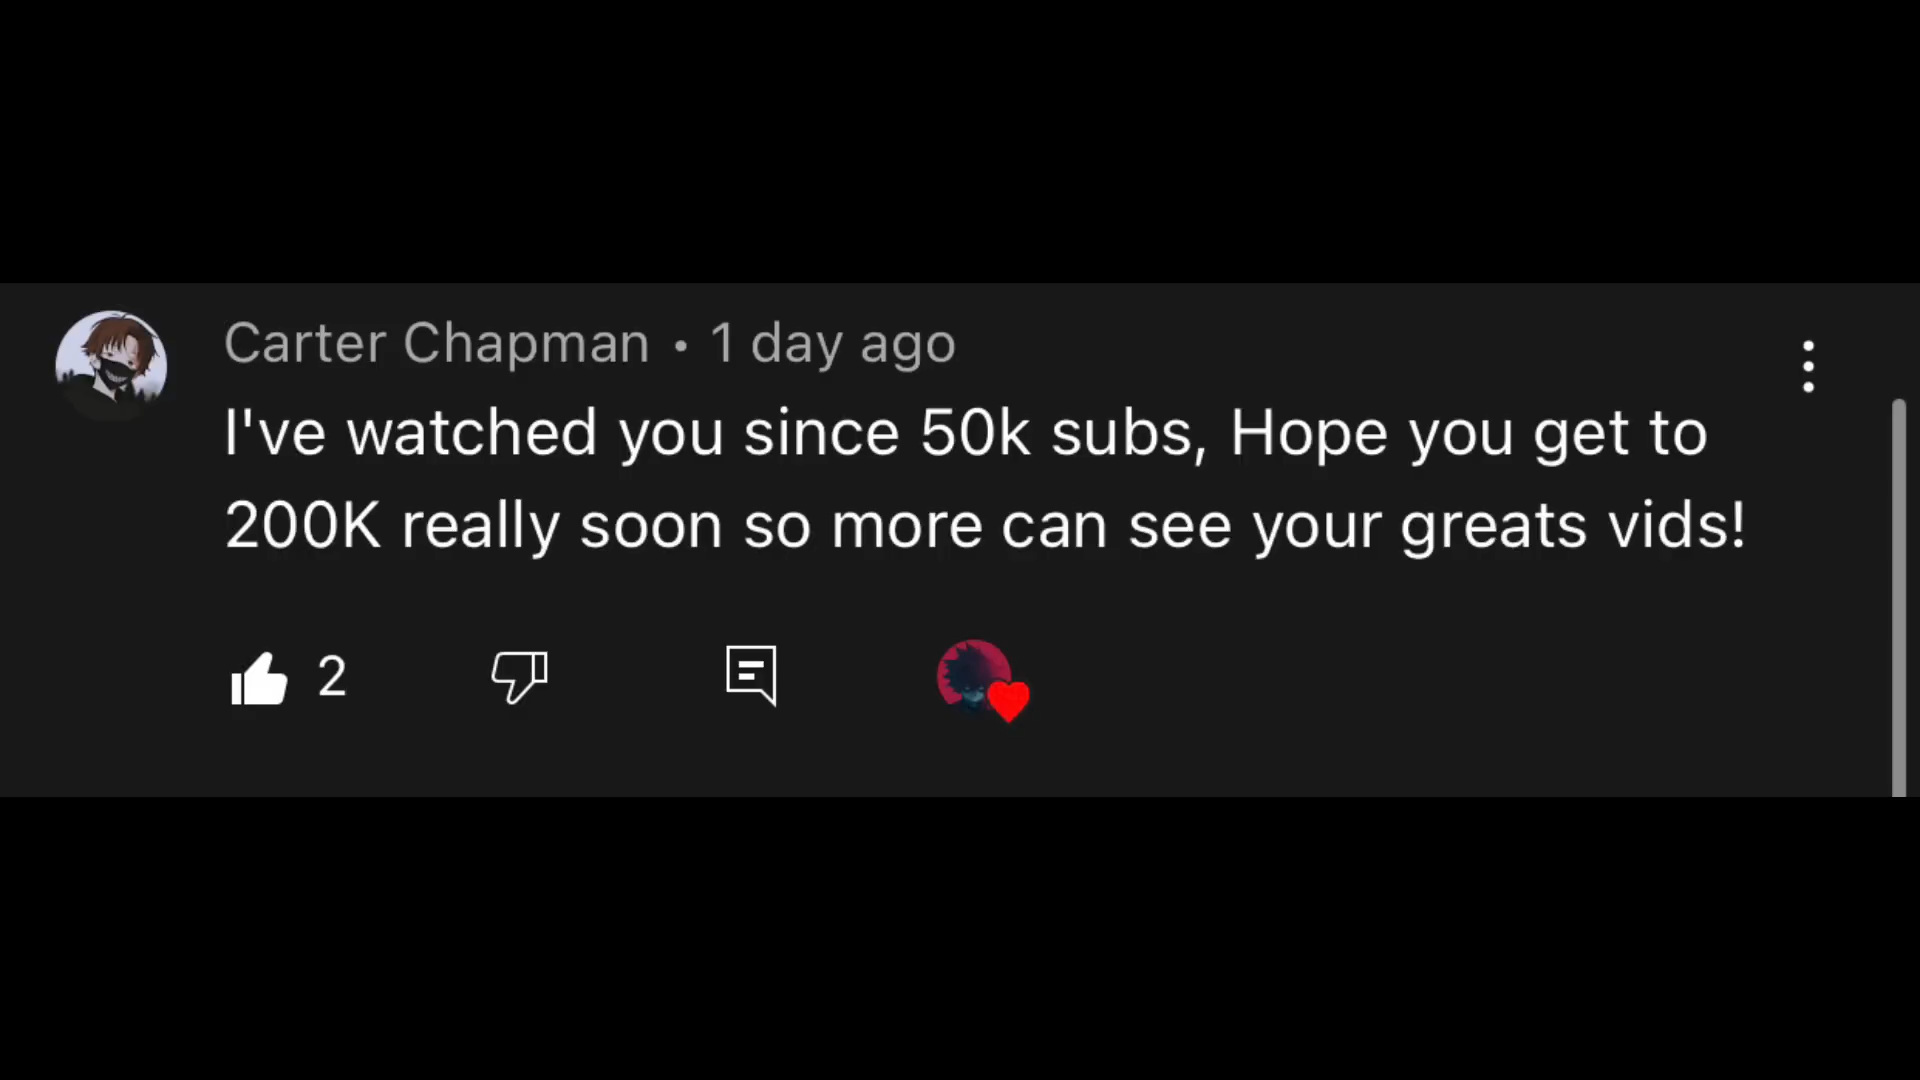 Carter Chapman • 1 day ago
I've watched you since 50k subs, Hope you get to
200K really soon so more can see your greats vids!
2